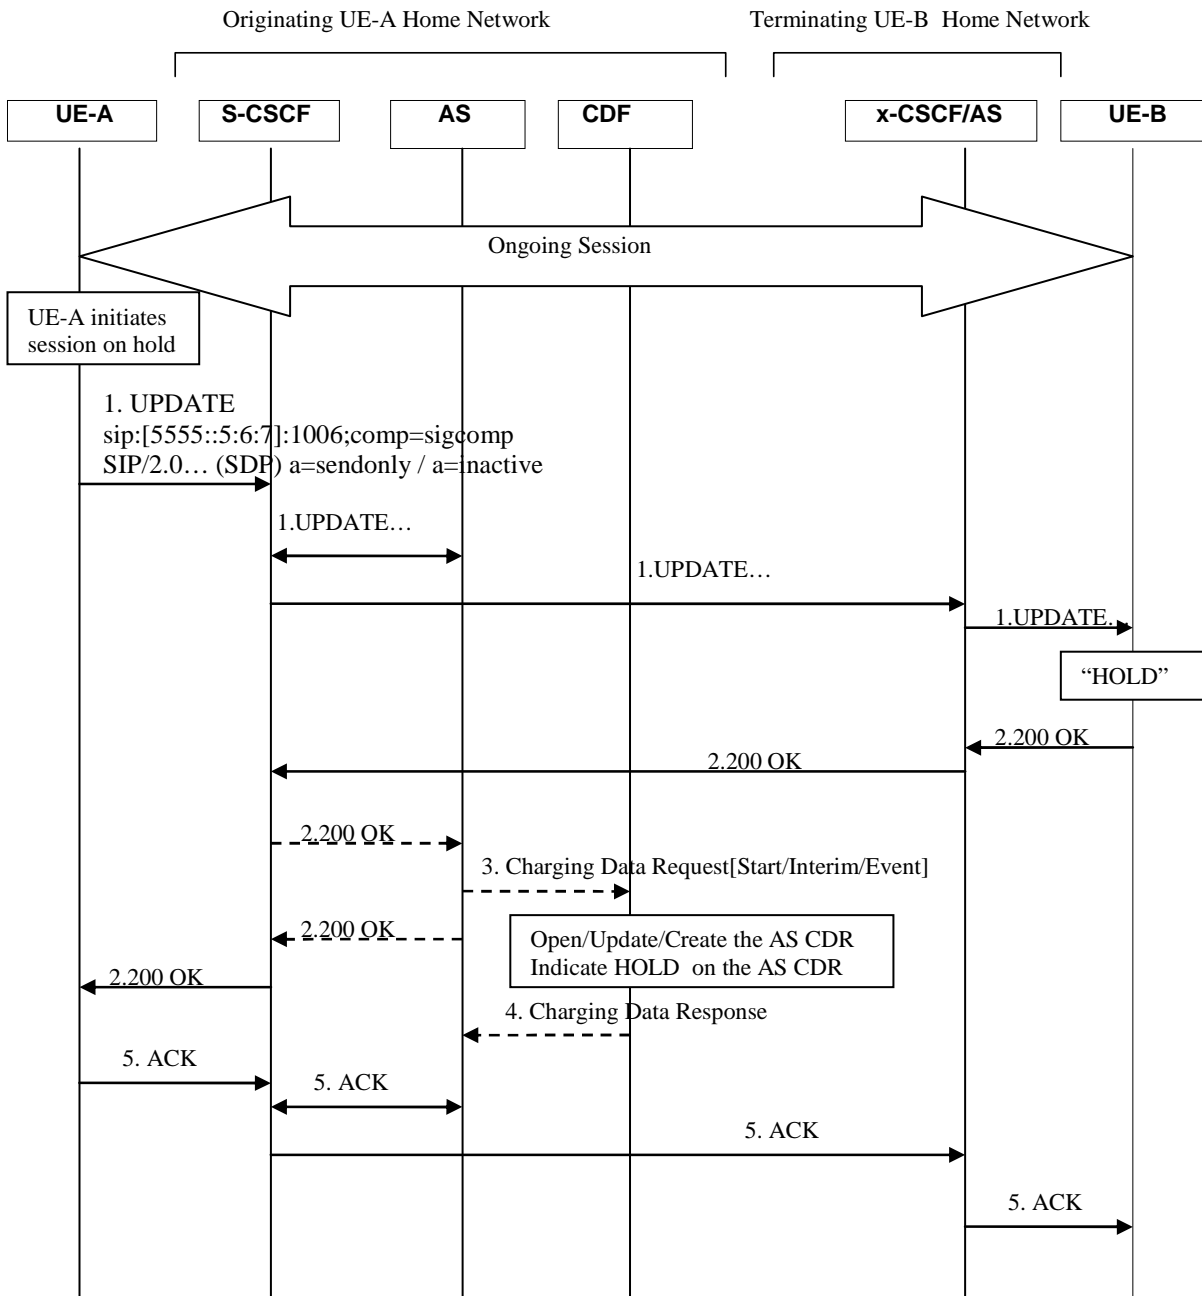 Originating UE-A Home Network
Terminating UE-B Home Network
UE-A
S-CSCF
AS
CDF
x-CSCF/AS
UE-B
Ongoing Session
UE-A initiates
session on hold
1. UPDATE
sip:[5555::5:6:7]:1006;comp=sigcomp
SIP/2.0… (SDP) a=sendonly / a=inactive
1.UPDATE…
1.UPDATE…
1.UPDATE…
“HOLD”
2.200 OK
2.200 OK
2.200 OK
3. Charging Data Request[Start/Interim/Event]
2.200 OK
Open/Update/Create the AS CDR
Indicate HOLD on the AS CDR
2.200 OK
4. Charging Data Response
5. ACK
5. ACK
5. ACK
5. ACK